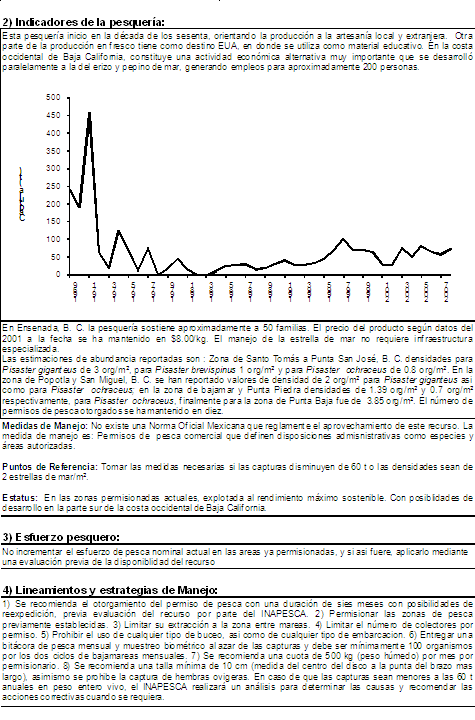 2) Indicadores de la pesquería:
Esta pesquería inicio en la década de los sesenta, orientando la producción a la artesanía local y extranjera. Otra
parte de la producción en fresco tiene como destino EUA, en donde se utiliza como material educativo. En la costa
occidental de Baja California, constituye una actividad económica alternativa muy importante que se desarrolló
paralelamente a la del erizo y pepino de mar, generando empleos para aproximadamente 200 personas.
500
450
400
350
300
250
200
150
100
50
0
En Ensenada, B. C. la pesquería sostiene aproximadamente a 50 familias. El precio del producto según datos del
2001 a la fecha se ha mantenido en $8.00/kg. El manejo de la estrella de mar no requiere infraestructura
especializada.
Las estimaciones de abundancia reportadas son : Zona de Santo Tomás a Punta San José, B. C. densidades para
Pisaster giganteus de 3 org/m², para Pisaster brevispinus 1 org/m² y para Pisaster ochraceus de 0.8 org/m². En la
zona de Popotla y San Miguel, B. C. se han reportado valores de densidad de 2 org/m² para Pisaster giganteus asi
como para Pisaster ochraceus; en la zona de bajamar y Punta Piedra densidades de 1.39 org/m² y 0.7 org/m²
respectivamente, para Pisaster ochraceus, finalmente para la zona de Punta Baja fue de 3.85 org/m². El número de
permisos de pesca otorgados se ha mantenido en diez.
Medidas de Manejo: No existe una Norma Oficial Mexicana que reglamente el aprovechamiento de este recurso. La
medida de manejo es: Permisos de pesca comercial que definen disposiciones administrativas como especies y
áreas autorizadas.
Puntos de Referencia: Tomar las medidas necesarias si las capturas disminuyen de 60 t o las densidades sean de
2 estrellas de mar/m².
Estatus: En las zonas permisionadas actuales, explotada al rendimiento máximo sostenible. Con posiblidades de
desarrollo en la parte sur de la costa occidental de Baja California.
3) Esfuerzo pesquero:
No incrementar el esfuerzo de pesca nominal actual en las areas ya permisionadas, y si asi fuere, aplicarlo mediante
una evaluación previa de la disponiblidad del recurso
4) Lineamientos y estrategias de Manejo:
1) Se recomienda el otorgamiento del permiso de pesca con una duración de sies meses con posibilidades de
reexpedición, previa evaluación del recurso por parte del INAPESCA. 2) Permisionar las zonas de pesca
previamente establecidas. 3) Limitar su extracción a la zona entre mareas. 4) Limitar el número de colectores por
permiso. 5) Prohibir el uso de cualquier tipo de buceo, asi como de cualquier tipo de embarcacion. 6) Entregar una
bitácora de pesca mensual y muestreo biométrico al azar de las capturas y debe ser mínimamente 100 organismos
por los dos ciclos de bajamareas mensuales. 7) Se recomienda una cuota de 500 kg (peso húmedo) por mes por
permisionario. 8) Se recomienda una talla mínima de 10 cm (medida del centro del disco a la punta del brazo mas
largo), asimismo se prohibe la captura de hembras ovigeras. En caso de que las capturas sean menores a las 60 t
anuales en peso entero vivo, el INAPESCA realizará un análisis para determinar las causas y recomendar las
acciones correctivas cuando se requiera.